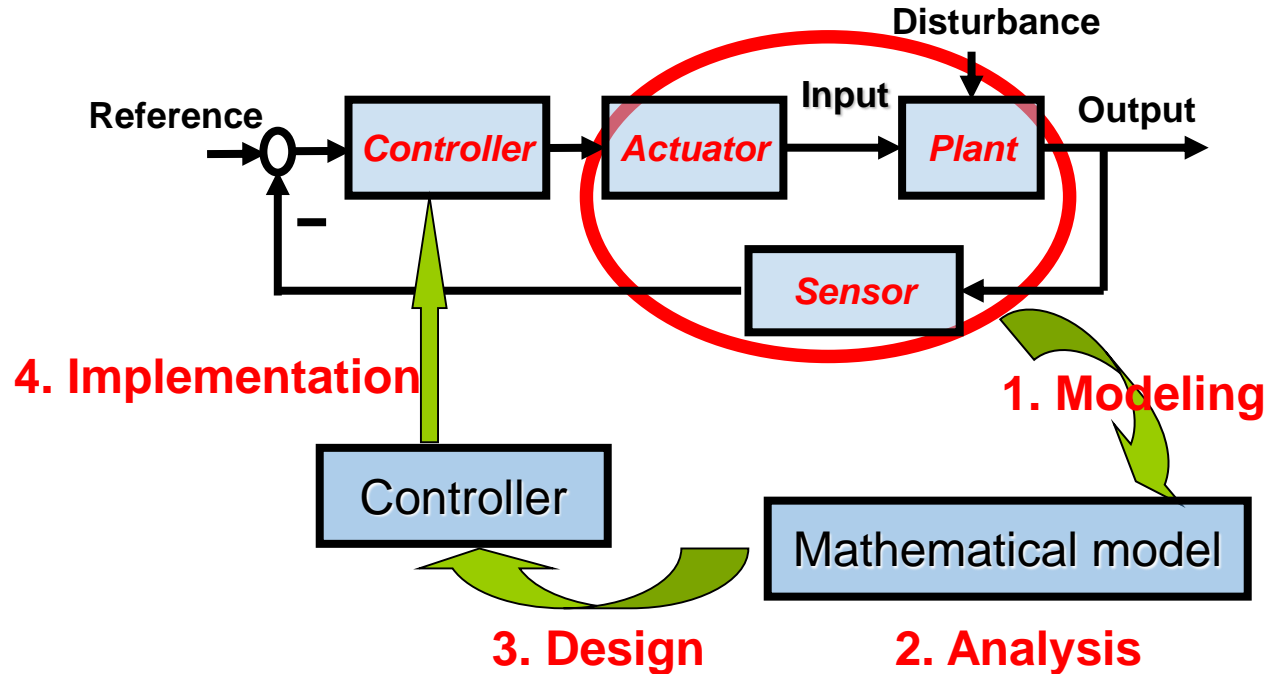 Disturbance
Reference
Input
Output
Controller
Actuator
Plant
–
Sensor
4. Implementation
1. Modeling
Controller
Mathematical model
3. Design
2. Analysis